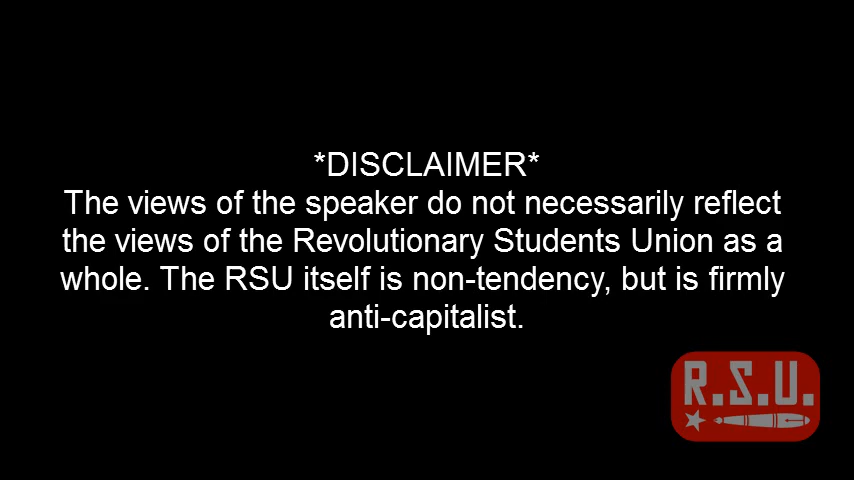 *DISCLAIMER*
The views of the speaker do not necessarily reflect
the views of the Revolutionary Students Union as a
whole. The RSU itself is non-tendency, but is firmly
anti-capitalist.
R.S.U.